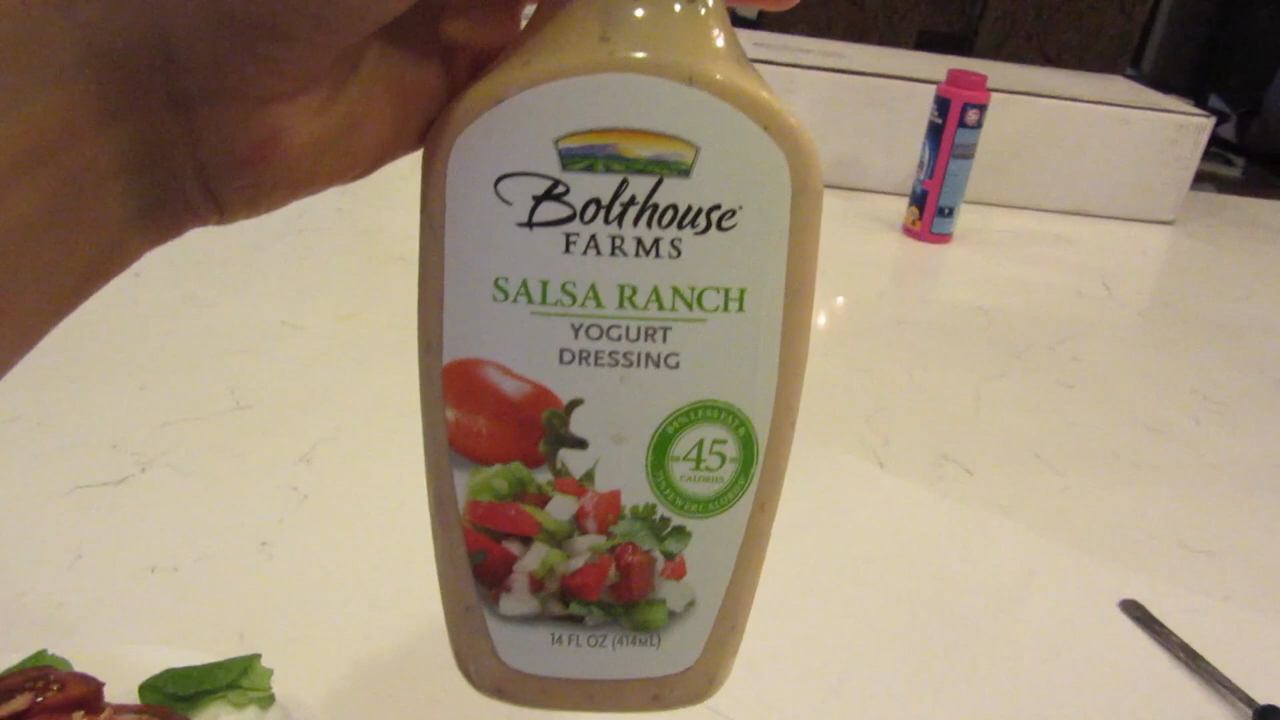 Bolthouse
FARMS
SALSA RANCH
YOGURT
DRESSING
45
CALORIES
14 FL OZ (414ML)